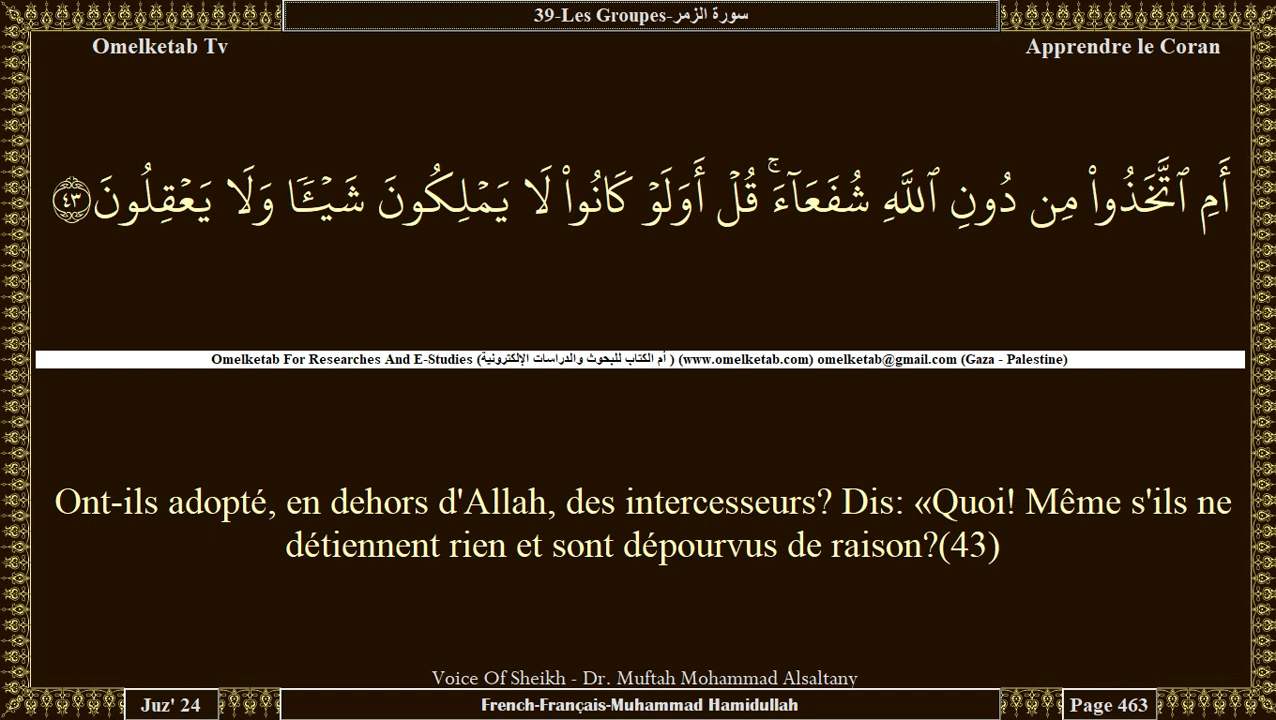 39-Les Groupes-سورة الزمر
Omelketab Tv
Apprendre le Coran
أَمِ ٱتَّخَذُوا۟ مِن دُونِ ٱللَّهِ شُفَعَآءَ ۚ قُلْ أَوَلَوْ كَانُوا۟ لَا يَمْلِكُونَ شَيْـًٔا وَلَا يَعْقِلُونَ ٤٣
Omelketab For Researches And E-Studies (أم الكتاب للبحوث والدراسات الإلكترونية ) (www.omelketab.com) omelketab@gmail.com (Gaza - Palestine)
Ont-ils adopté, en dehors d'Allah, des intercesseurs? Dis: «Quoi! Même s'ils ne
détiennent rien et sont dépourvus de raison?(43)
Voice Of Sheikh - Dr. Muftah Mohammad Alsaltany
Juz' 24
French-Français-Muhammad Hamidullah
Page 463